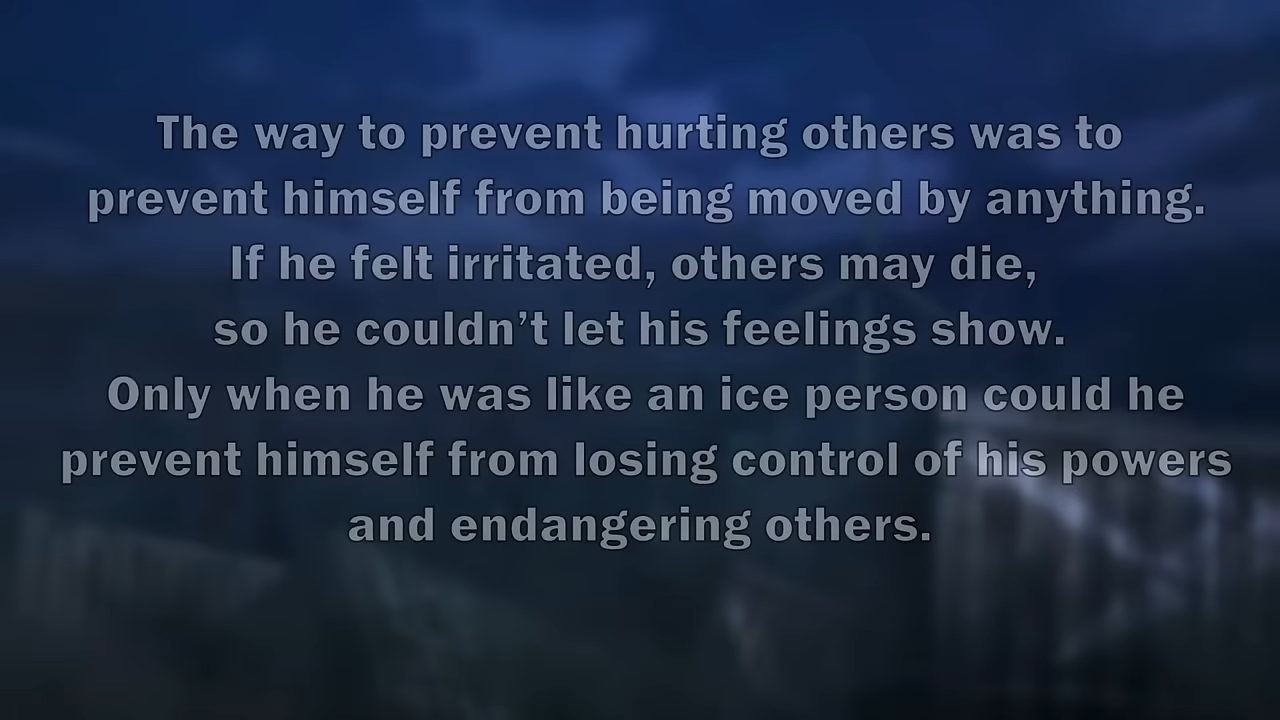 The way to prevent hurting others was to
prevent himself from being moved by anything.
If he felt irritated, others may die,
so he couldn’t let his feelings show.
Only when he was like an ice person could he
prevent himself from losing control of his powers
and endangering others.